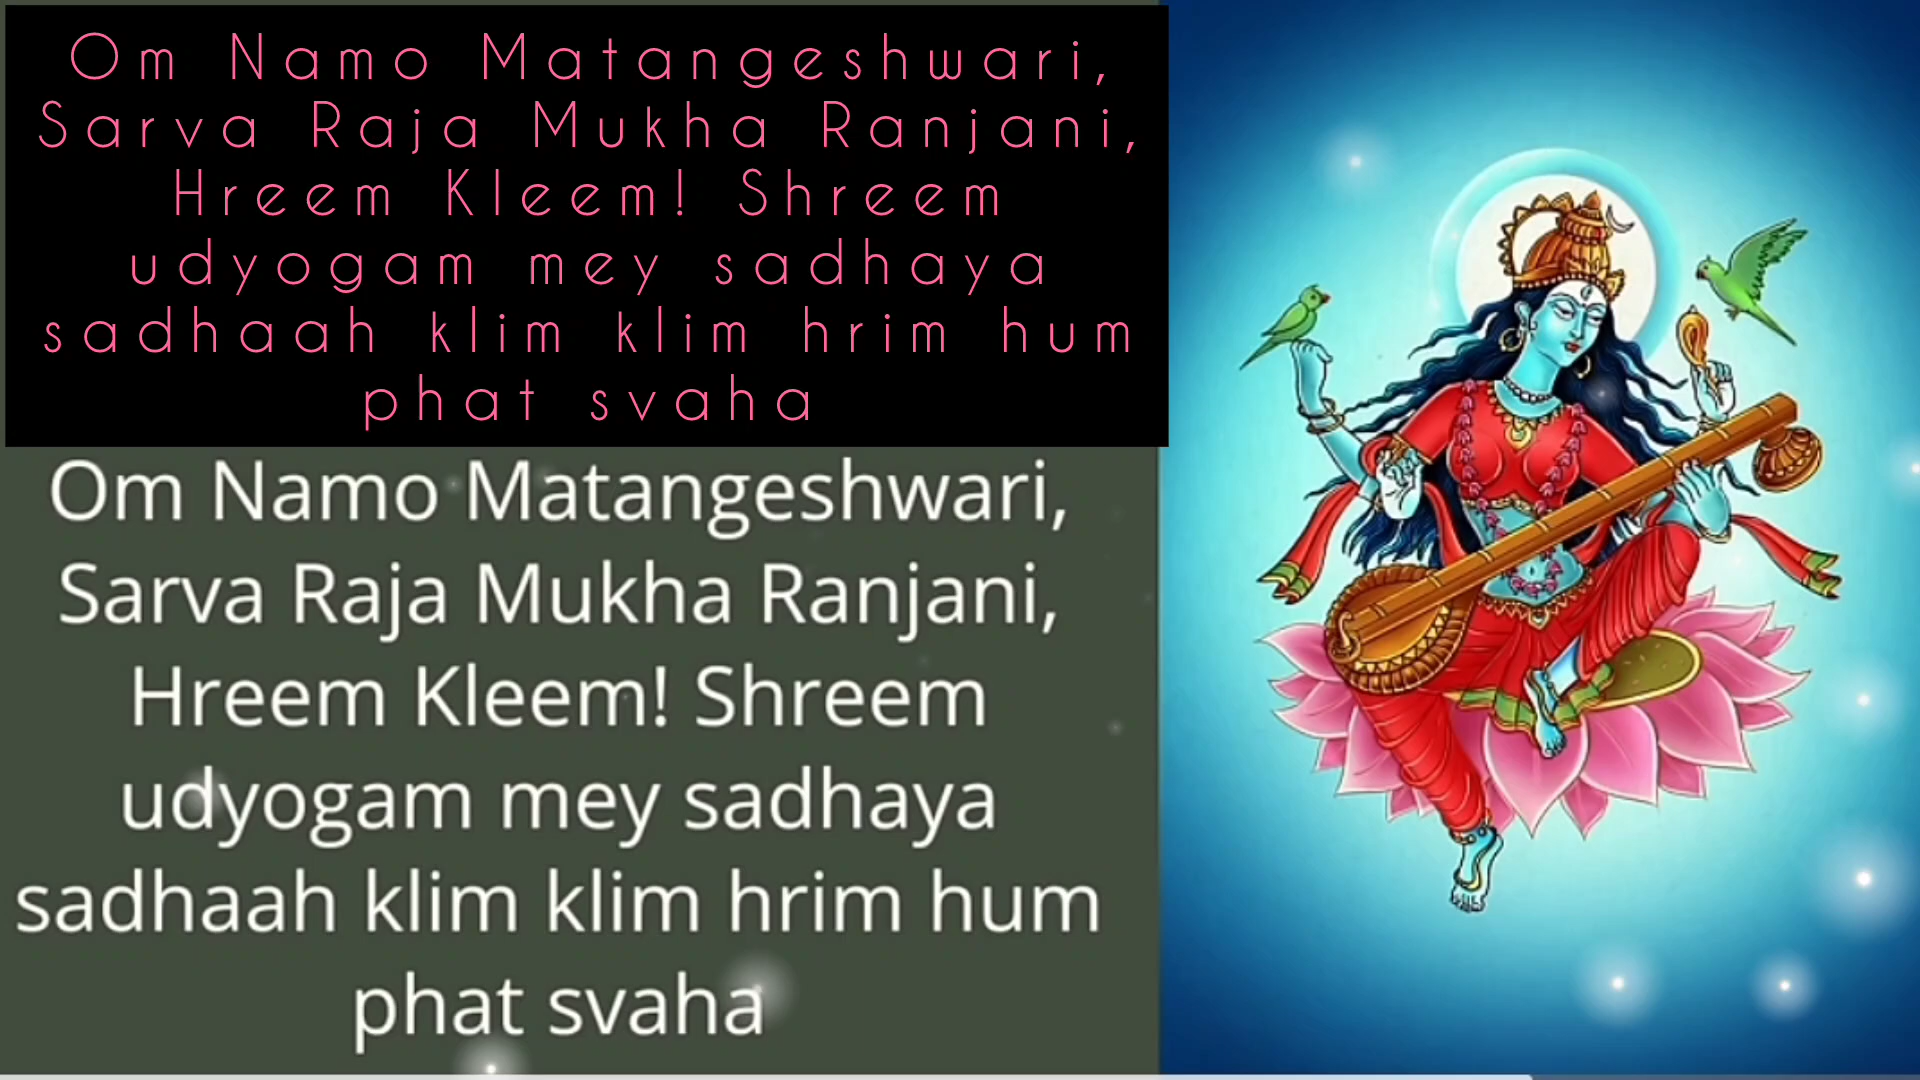 Om Namo Matangeshwari,
Sarva Raja Mukha Ranjani,
Hreem Kleem! Shreem
udyogam mey sadhaya
sadhaah klim klim hrim hum
phat svaha
Om Namo Matangeshwari,
Sarva Raja Mukha Ranjani,
Hreem Kleem! Shreem
udyogam mey sadhaya
sadhaah klim klim hrim hum
phat svaha